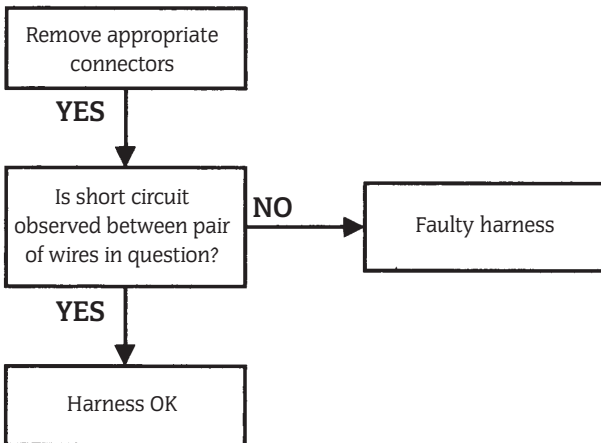 Remove appropriate
connectors
YES
Is short circuit
observed between pair
of wires in question?
NO
Faulty harness
YES
Harness OK